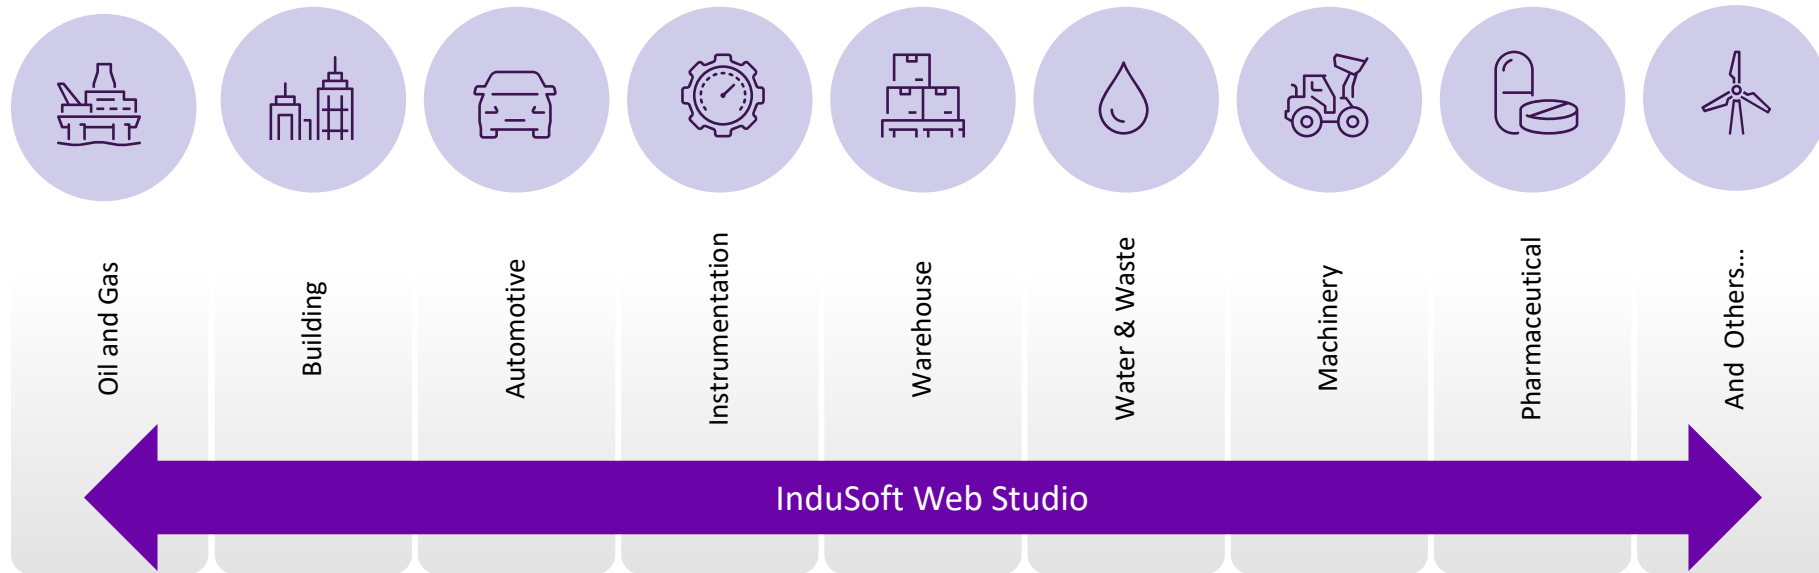 Oil and Gas
Building
Automotive
Instrumentation
Warehouse
Water & Waste
Machinery
Pharmaceutical
And Others...
InduSoft Web Studio